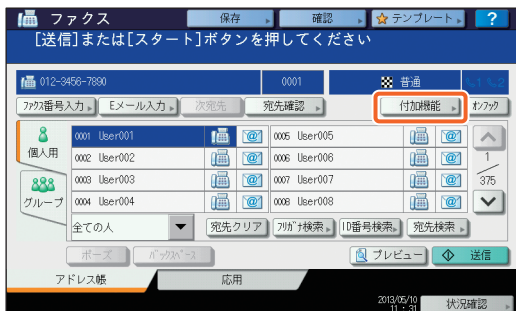 ファクス 保存 確認 テンプレート ?
[送信]または[スタート]ボタンを押してください
012-3456-7890 0001 普通
ファクス番号入力 Eメール入力 次宛先 宛先確認 付加機能 オンフック
個人用 0001 User001 0005 User005
0002 User002 0006 User006 1
グループ 0003 User003 0007 User007 375
0004 User004 0008 User008
全ての人 宛先クリア フリガナ検索 ID番号検索 宛先検索
ポーズ バックスペース プレビュー 送信
アドレス帳 応用
2013/05/10
11:31 状況確認